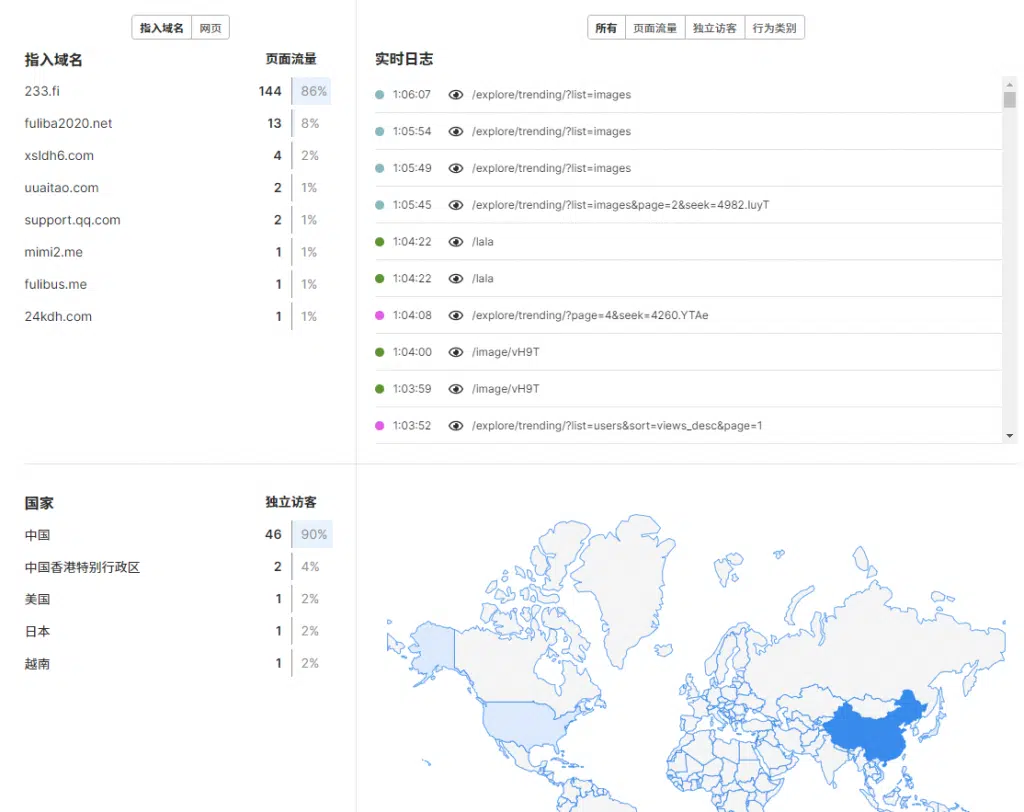 指入域名 网页
指入域名 页面流量
233.fi 144 86%
fuliba2020.net 13 8%
xsldh6.com 4 2%
uuaitao.com 2 1%
support.qq.com 2 1%
mimi2.me 1 1%
fulibus.me 1 1%
24kdh.com 1 1%
所有 页面流量 独立访客 行为类别
实时日志
1:06:07 /explore/trending/?list=images
1:05:54 /explore/trending/?list=images
1:05:49 /explore/trending/?list=images
1:05:45 /explore/trending/?list=images&page=2&seek=4982.IuyT
1:04:22 /lala
1:04:22 /lala
1:04:08 /explore/trending/?page=4&seek=4260.YTAe
1:04:00 /image/vH9T
1:03:59 /image/vH9T
1:03:52 /explore/trending/?list=users&sort=views_desc&page=1
国家 独立访客
中国 46 90%
中国香港特别行政区 2 4%
美国 1 2%
日本 1 2%
越南 1 2%